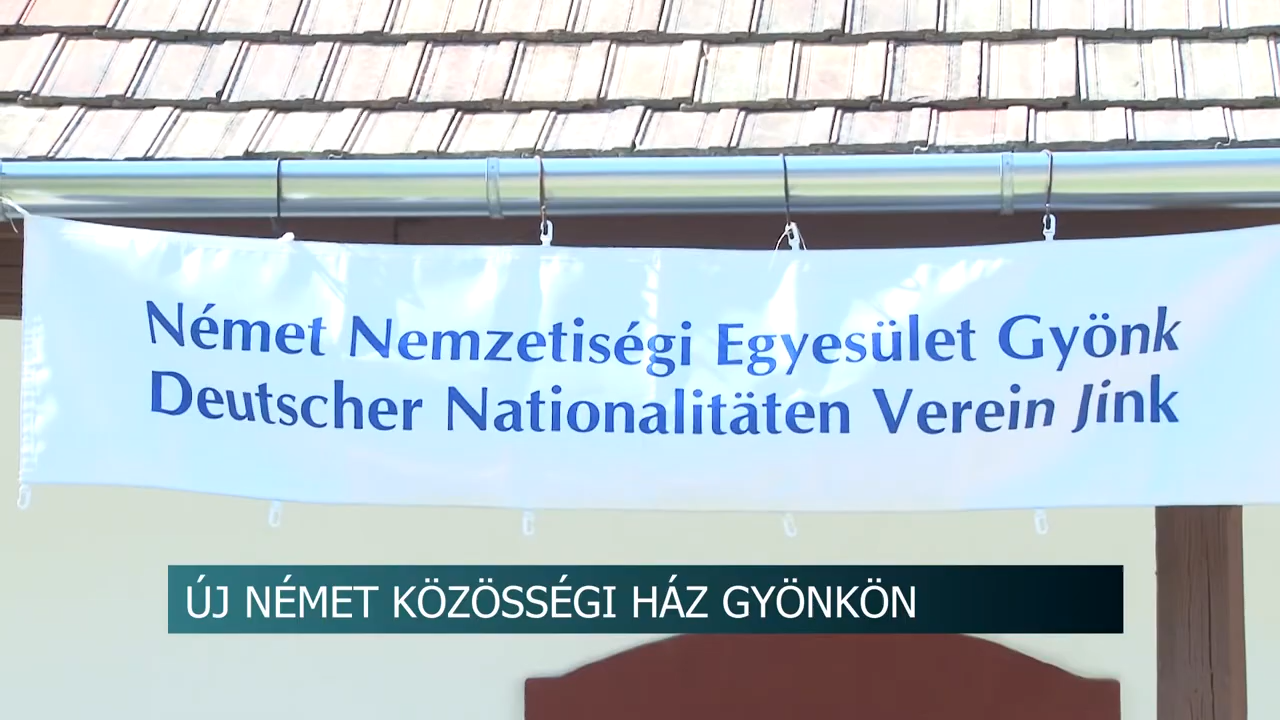 Német Nemzetiségi Egyesület Gyönk
Deutscher Nationalitäten Verein Jink
ÚJ NÉMET KÖZÖSSÉGI HÁZ GYÖNKÖN